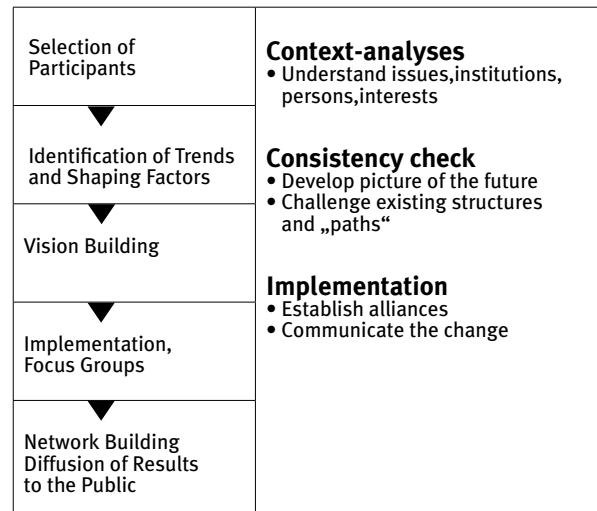 Selection of
Participants
Identification of Trends
and Shaping Factors
Vision Building
Implementation,
Focus Groups
Network Building
Diffusion of Results
to the Public
Context-analyses
• Understand issues,institutions,
persons,interests
Consistency check
• Develop picture of the future
• Challenge existing structures
and „paths“
Implementation
• Establish alliances
• Communicate the change